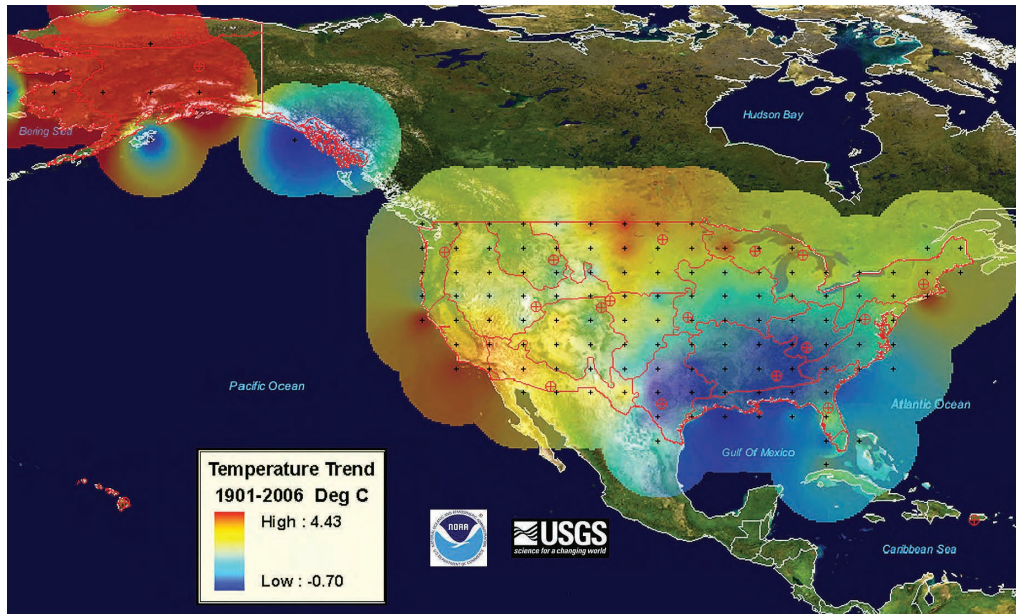 Bering Sea
Hudson Bay
Pacific Ocean
Atlantic Ocean
Gulf Of Mexico
Caribbean Sea
Temperature Trend
1901-2006 Deg C
High : 4.43
Low : -0.70
NOAA
USGS
science for a changing world